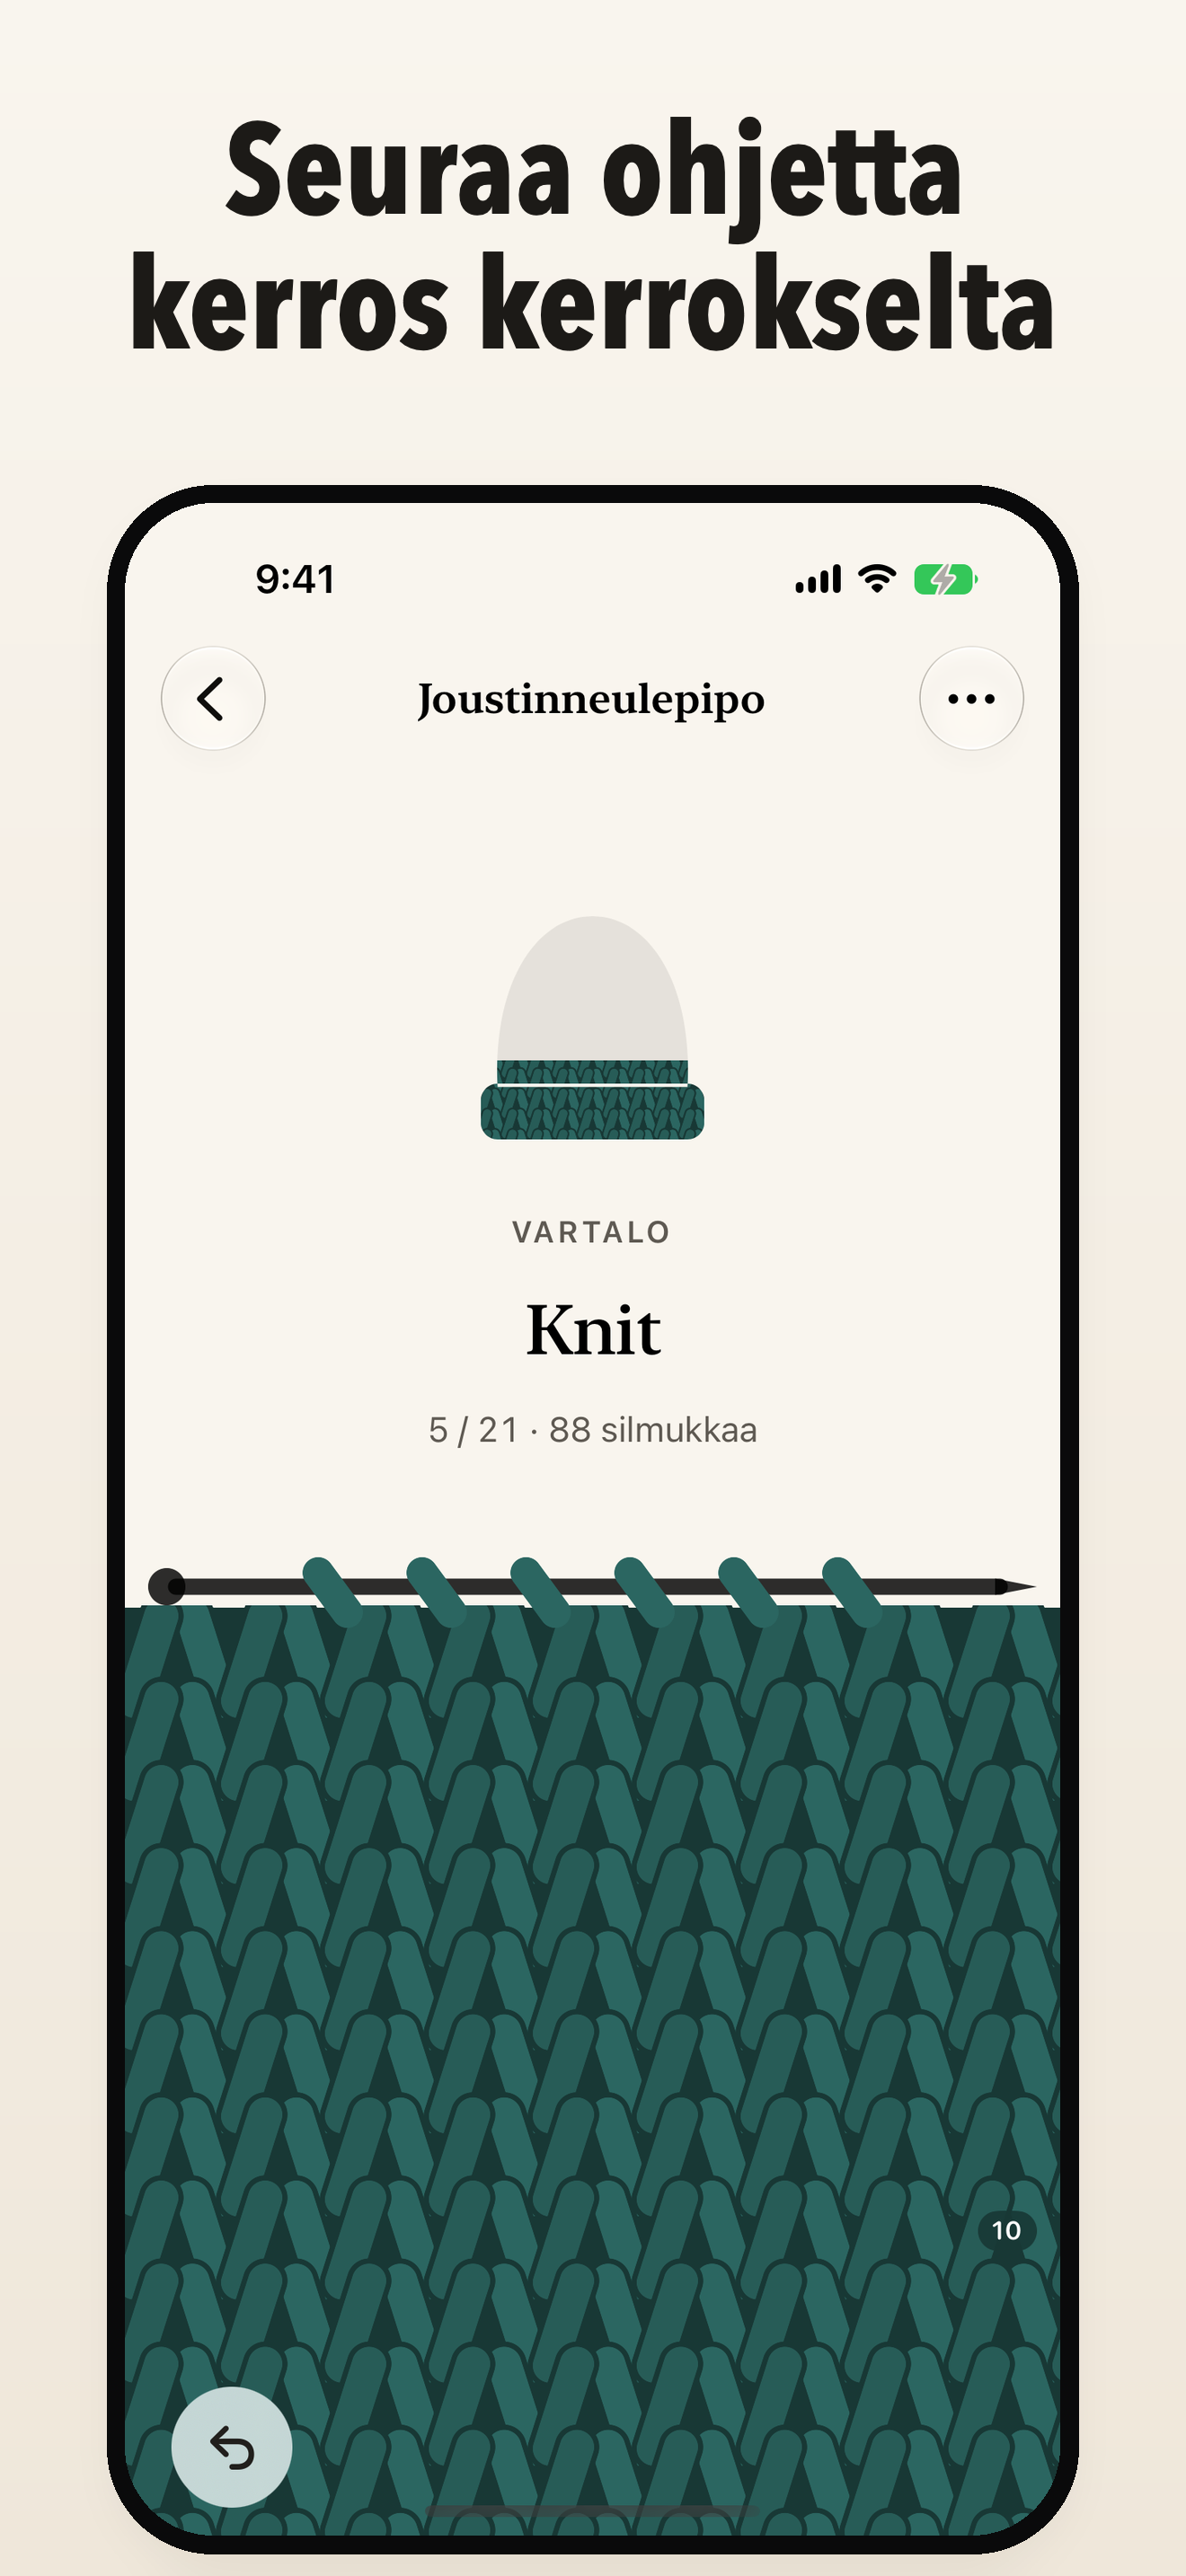 Seuraa ohjetta
kerros kerrokselta
9:41
Joustinneulepipo
VARTALO
Knit
5 / 21 · 88 silmukkaa
10